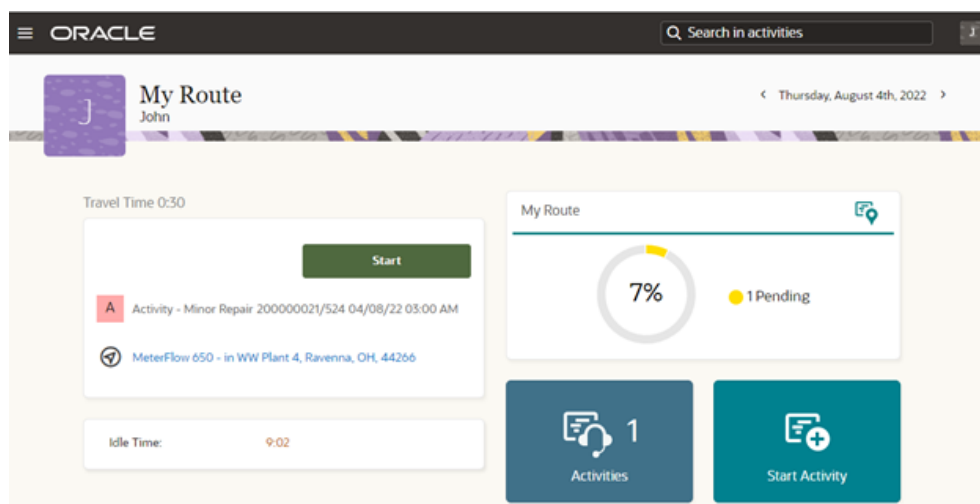 ORACLE
Search in activities
J
J
My Route
John
Thursday, August 4th, 2022
Travel Time 0:30
Start
A
Activity - Minor Repair 200000021/524 04/08/22 03:00 AM
MeterFlow 650 - in WW Plant 4, Ravenna, OH, 44266
Idle Time: 9:02
My Route
7%
1 Pending
1
Activities
Start Activity